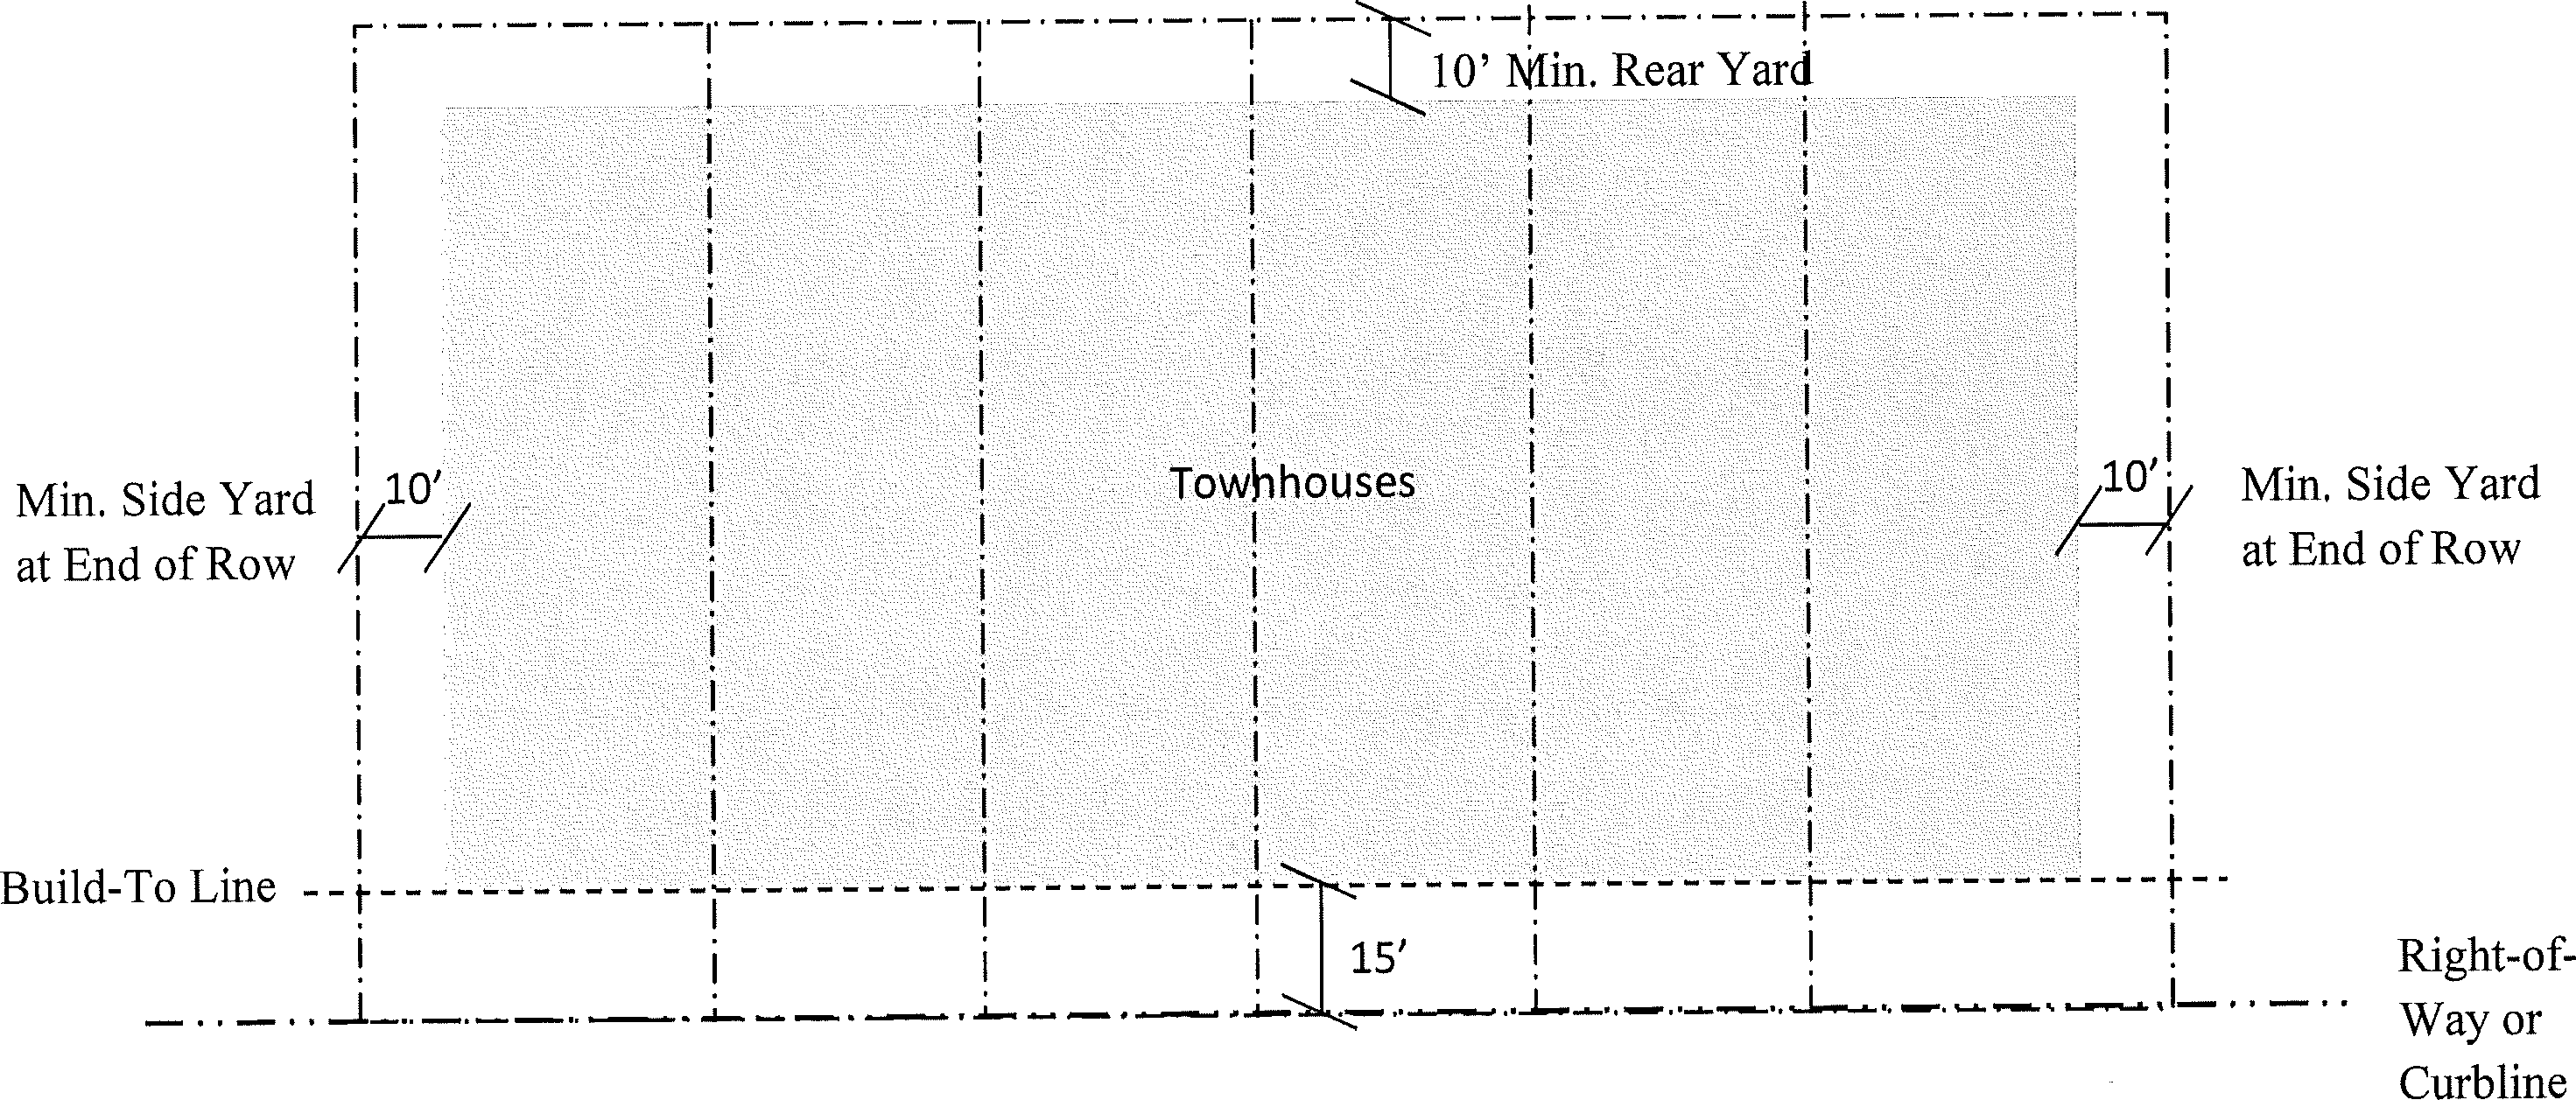 10’ Min. Rear Yard
Townhouses
10’
Min. Side Yard
at End of Row
10’
Min. Side Yard
at End of Row
Build-To Line
15’
Right-of-
Way or
Curbline